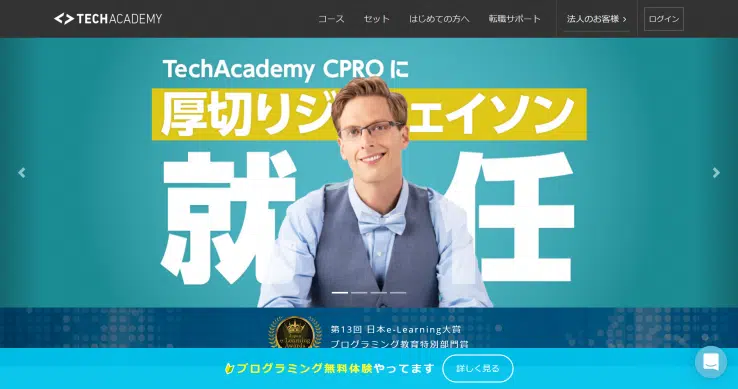 TECHACADEMY
コース セット はじめての方へ 転職サポート 法人のお客様 ログイン
TechAcademy CPROに
厚切りジェイソン
就任
第13回 日本e-Learning大賞
プログラミング教育特別部門賞
プログラミング無料体験やってます 詳しく見る